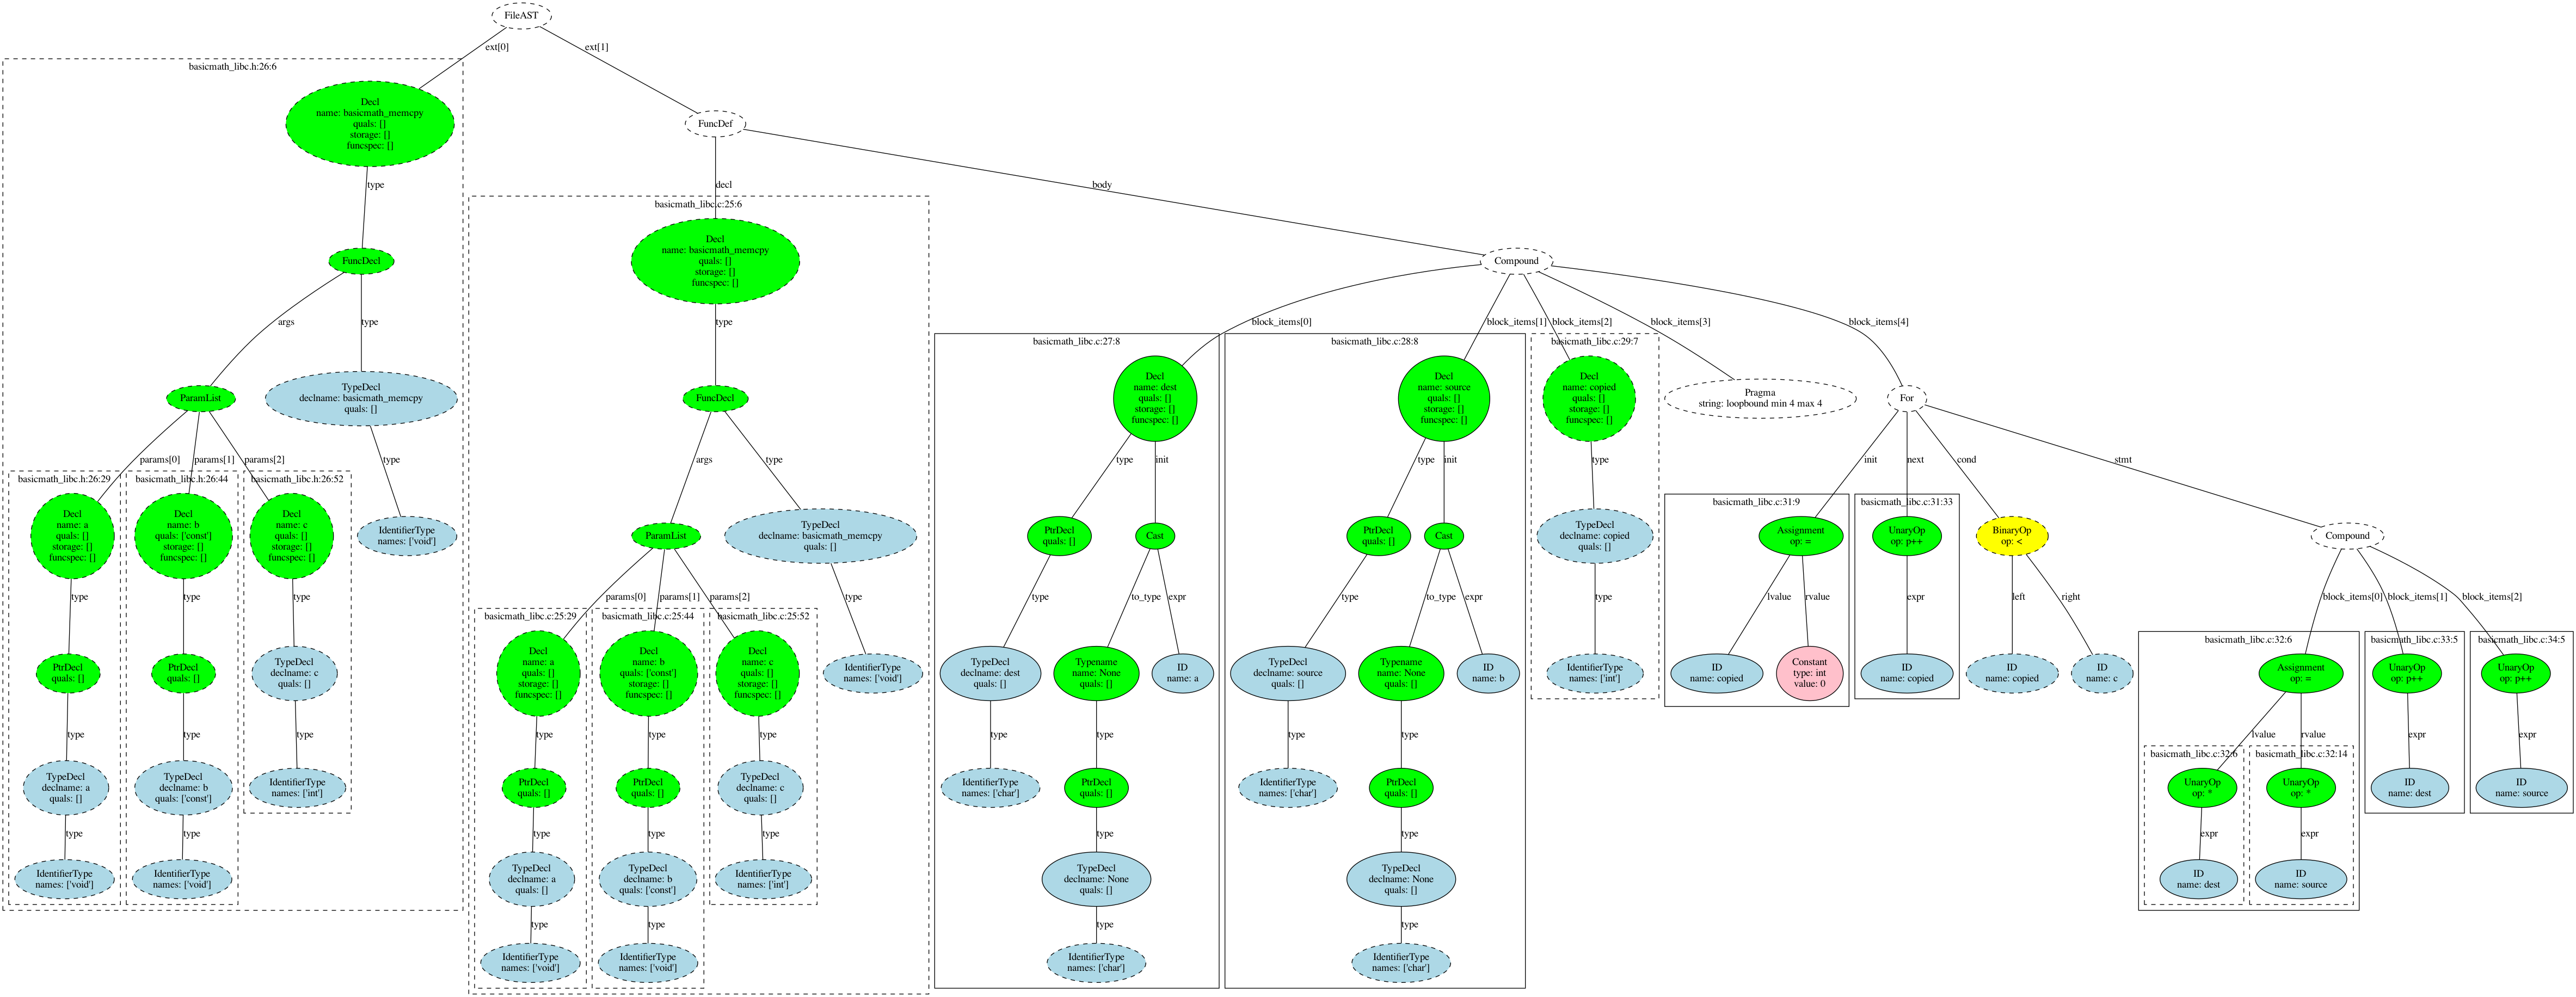 FileAST
ext[0]
ext[1]
basicmath_libc.h:26:6
Decl
name: basicmath_memcpy
quals: []
storage: []
funcspec: []
FuncDef
type
decl
body
basicmath_libc.c:25:6
FuncDecl
Decl
name: basicmath_memcpy
quals: []
storage: []
funcspec: []
Compound
args
type
type
block_items[0]
block_items[1]
block_items[2]
block_items[3]
block_items[4]
basicmath_libc.c:27:8
basicmath_libc.c:28:8
basicmath_libc.c:29:7
ParamList
TypeDecl
declname: basicmath_memcpy
quals: []
FuncDecl
Decl
name: dest
quals: []
storage: []
funcspec: []
Decl
name: source
quals: []
storage: []
funcspec: []
Decl
name: copied
quals: []
storage: []
funcspec: []
Pragma
string: loopbound min 4 max 4
For
params[0]
params[1]
params[2]
type
args
type
type
init
type
init
type
init
next
cond
stmt
basicmath_libc.h:26:29
basicmath_libc.h:26:44
basicmath_libc.h:26:52
basicmath_libc.c:31:9
basicmath_libc.c:31:33
Decl
name: a
quals: []
storage: []
funcspec: []
Decl
name: b
quals: ['const']
storage: []
funcspec: []
Decl
name: c
quals: []
storage: []
funcspec: []
IdentifierType
names: ['void']
ParamList
TypeDecl
declname: basicmath_memcpy
quals: []
PtrDecl
quals: []
Cast
PtrDecl
quals: []
Cast
TypeDecl
declname: copied
quals: []
Assignment
op: =
UnaryOp
op: p++
BinaryOp
op: <
Compound
type
type
type
params[0]
params[1]
params[2]
type
type
to_type
expr
type
to_type
expr
type
lvalue
rvalue
expr
left
right
block_items[0]
block_items[1]
block_items[2]
basicmath_libc.c:25:29
basicmath_libc.c:25:44
basicmath_libc.c:25:52
basicmath_libc.c:32:6
basicmath_libc.c:33:5
basicmath_libc.c:34:5
PtrDecl
quals: []
PtrDecl
quals: []
TypeDecl
declname: c
quals: []
Decl
name: a
quals: []
storage: []
funcspec: []
Decl
name: b
quals: ['const']
storage: []
funcspec: []
Decl
name: c
quals: []
storage: []
funcspec: []
IdentifierType
names: ['void']
TypeDecl
declname: dest
quals: []
Typename
name: None
quals: []
ID
name: a
TypeDecl
declname: source
quals: []
Typename
name: None
quals: []
ID
name: b
IdentifierType
names: ['int']
ID
name: copied
Constant
type: int
value: 0
ID
name: copied
ID
name: copied
ID
name: c
Assignment
op: =
UnaryOp
op: p++
UnaryOp
op: p++
type
type
type
type
type
type
type
type
type
type
lvalue
rvalue
expr
expr
basicmath_libc.c:32:6
basicmath_libc.c:32:14
TypeDecl
declname: a
quals: []
TypeDecl
declname: b
quals: ['const']
IdentifierType
names: ['int']
PtrDecl
quals: []
PtrDecl
quals: []
TypeDecl
declname: c
quals: []
IdentifierType
names: ['char']
PtrDecl
quals: []
IdentifierType
names: ['char']
PtrDecl
quals: []
UnaryOp
op: *
UnaryOp
op: *
ID
name: dest
ID
name: source
type
type
type
type
type
type
type
expr
expr
IdentifierType
names: ['void']
IdentifierType
names: ['void']
TypeDecl
declname: a
quals: []
TypeDecl
declname: b
quals: ['const']
IdentifierType
names: ['int']
TypeDecl
declname: None
quals: []
TypeDecl
declname: None
quals: []
ID
name: dest
ID
name: source
type
type
type
type
IdentifierType
names: ['void']
IdentifierType
names: ['void']
IdentifierType
names: ['char']
IdentifierType
names: ['char']